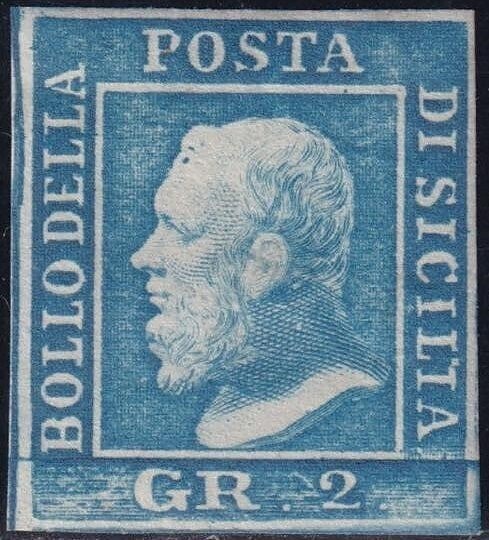 BOLLO DELLA
POSTA
DI SICILIA
GR. 2.